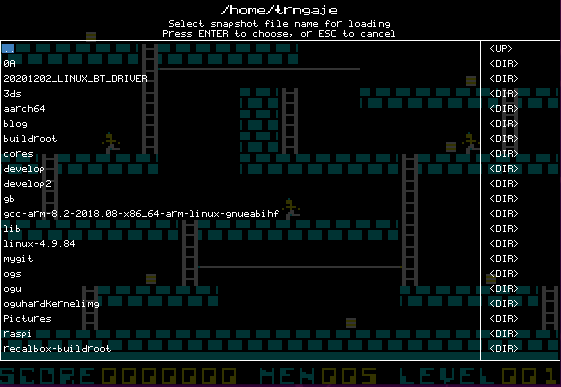 /home/trngaje
Select snapshot file name for loading
Press ENTER to choose, or ESC to cancel
.. <UP>
0A <DIR>
20201202_LINUX_BT_DRIVER <DIR>
3ds <DIR>
aarch64 <DIR>
blog <DIR>
buildroot <DIR>
cores <DIR>
develop <DIR>
develop2 <DIR>
gb <DIR>
gcc-arm-8.2-2018.08-x86_64-arm-linux-gnueabihf <DIR>
lib <DIR>
linux-4.9.84 <DIR>
mygit <DIR>
ogs <DIR>
ogu <DIR>
oguhardkernelimg <DIR>
Pictures <DIR>
raspi <DIR>
recalbox-buildroot <DIR>
SCORE0000000 MEN005 LEVEL001